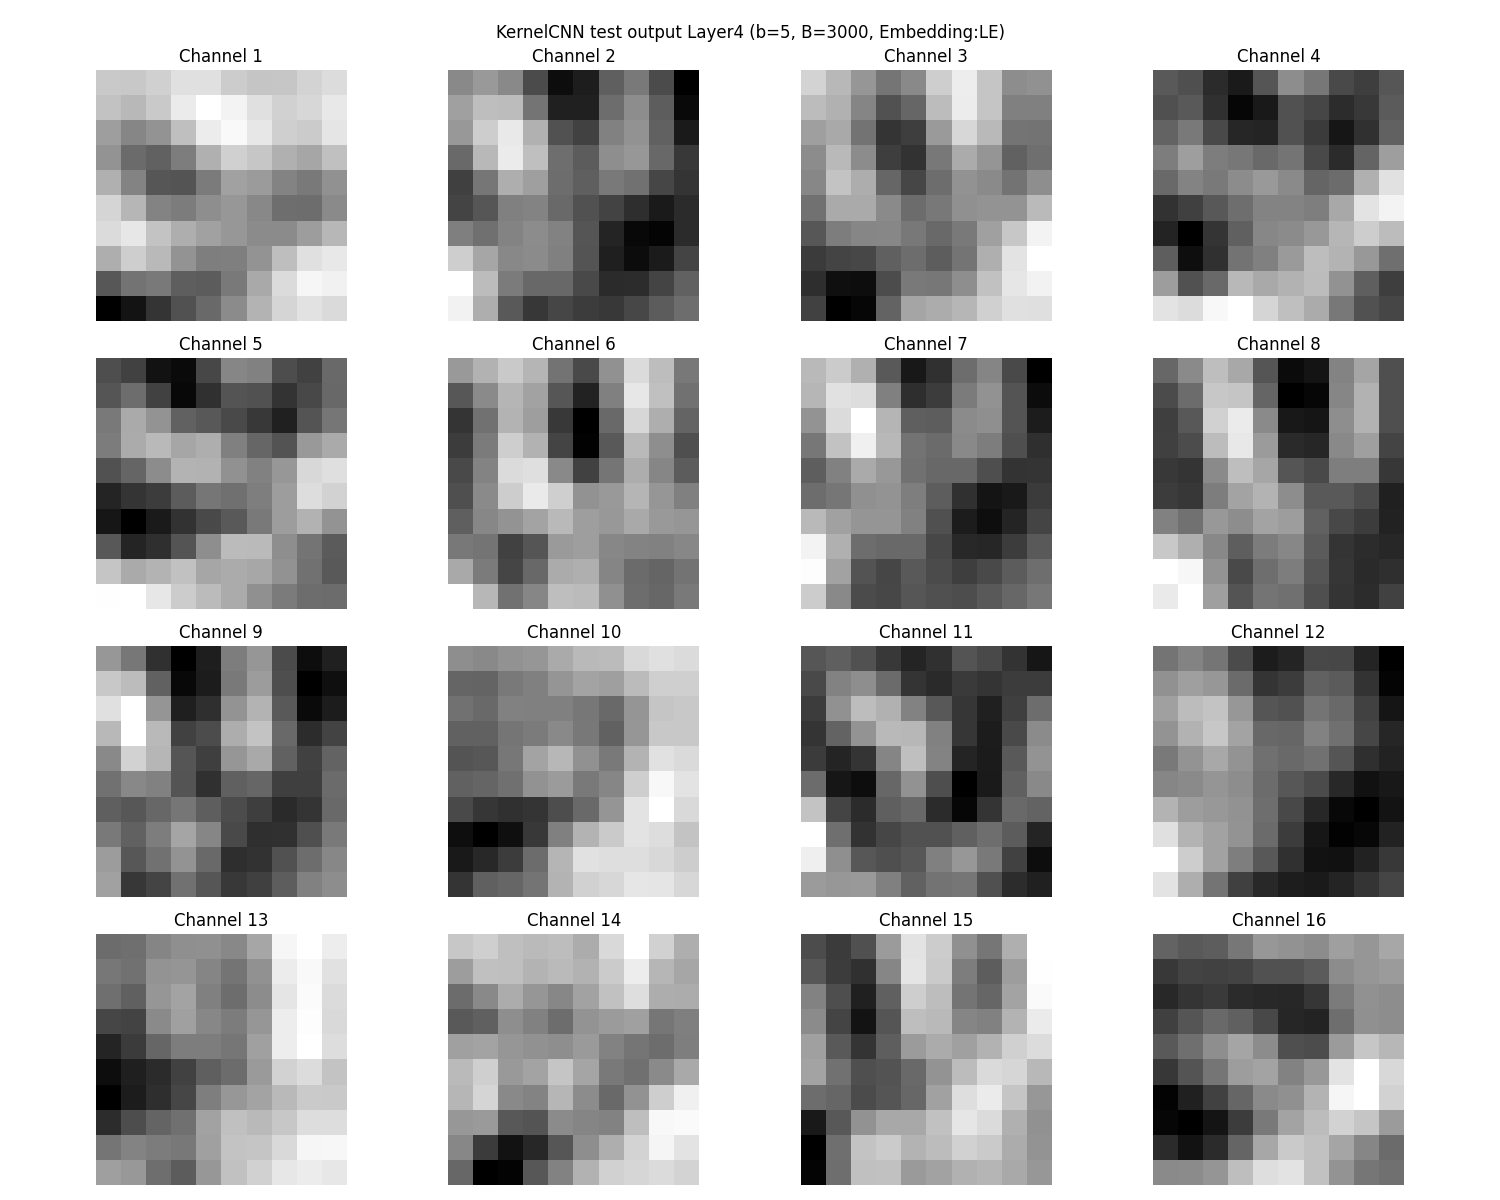 KernelCNN test output Layer4 (b=5, B=3000, Embedding:LE)
Channel 1
Channel 2
Channel 3
Channel 4
Channel 5
Channel 6
Channel 7
Channel 8
Channel 9
Channel 10
Channel 11
Channel 12
Channel 13
Channel 14
Channel 15
Channel 16